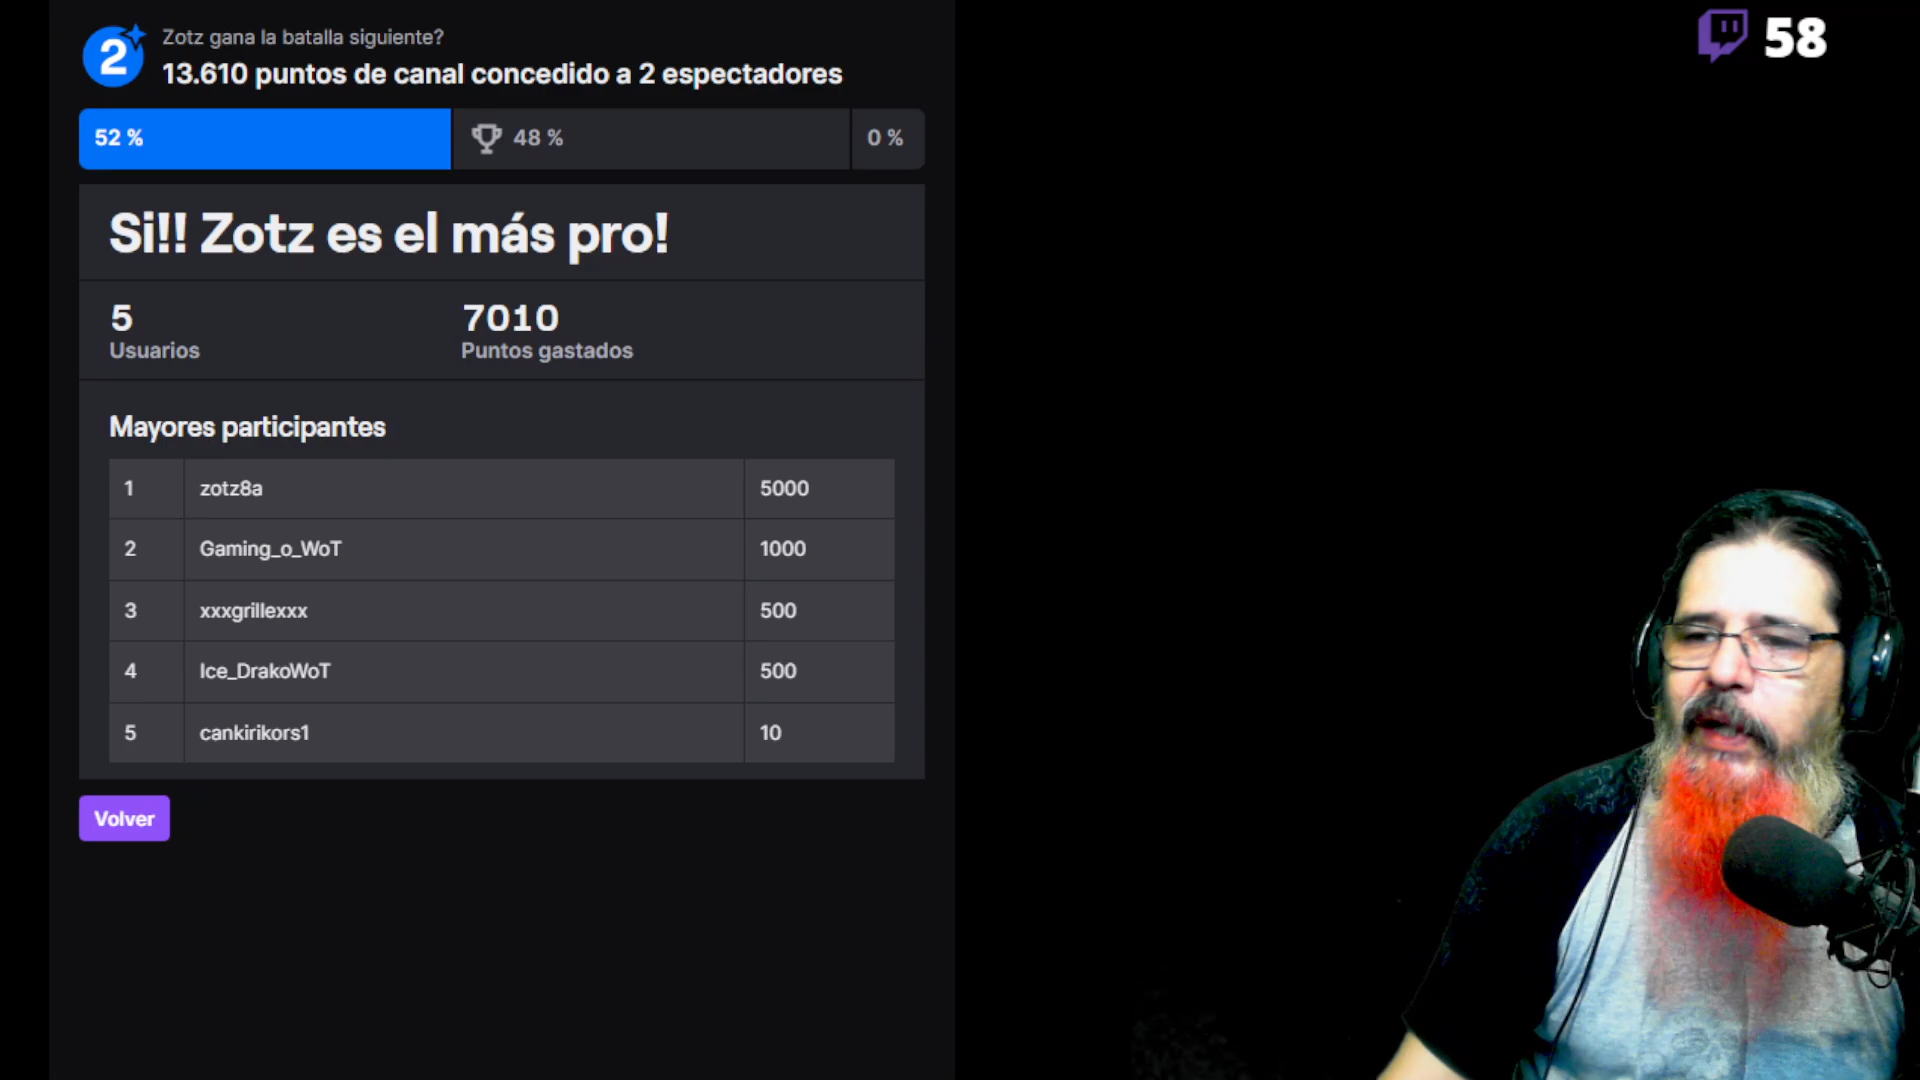 2
Zotz gana la batalla siguiente?
13.610 puntos de canal concedido a 2 espectadores
52 %
48 %
0 %
Si!! Zotz es el más pro!
5
Usuarios
7010
Puntos gastados
Mayores participantes
1 zotz8a 5000
2 Gaming_o_WoT 1000
3 xxxgrillexxx 500
4 Ice_DrakoWoT 500
5 cankirikors1 10
Volver
58